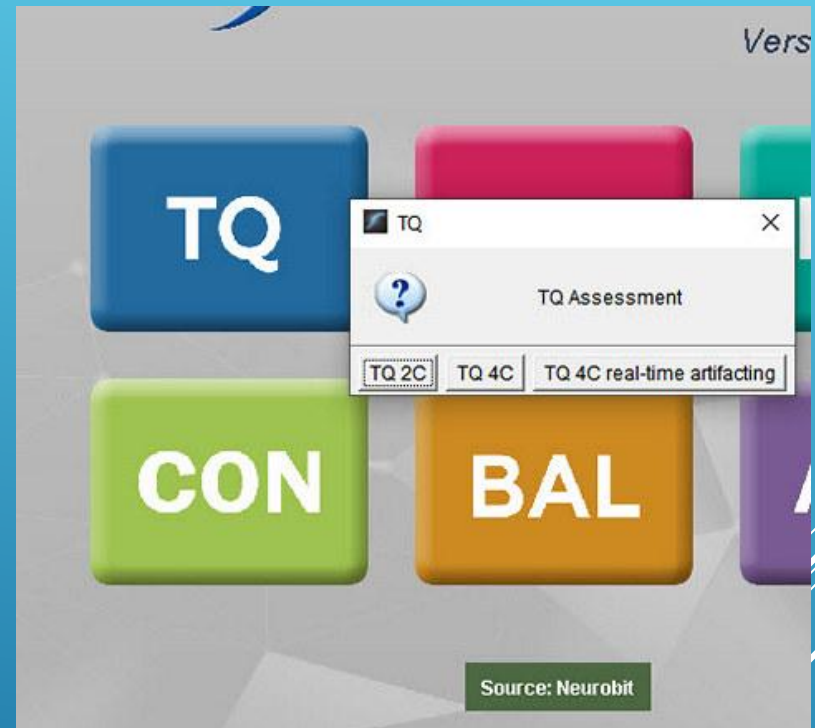 Vers
TQ
TQ
TQ Assessment
TQ 2C TQ 4C TQ 4C real-time artifacting
CON
BAL
Source: Neurobit